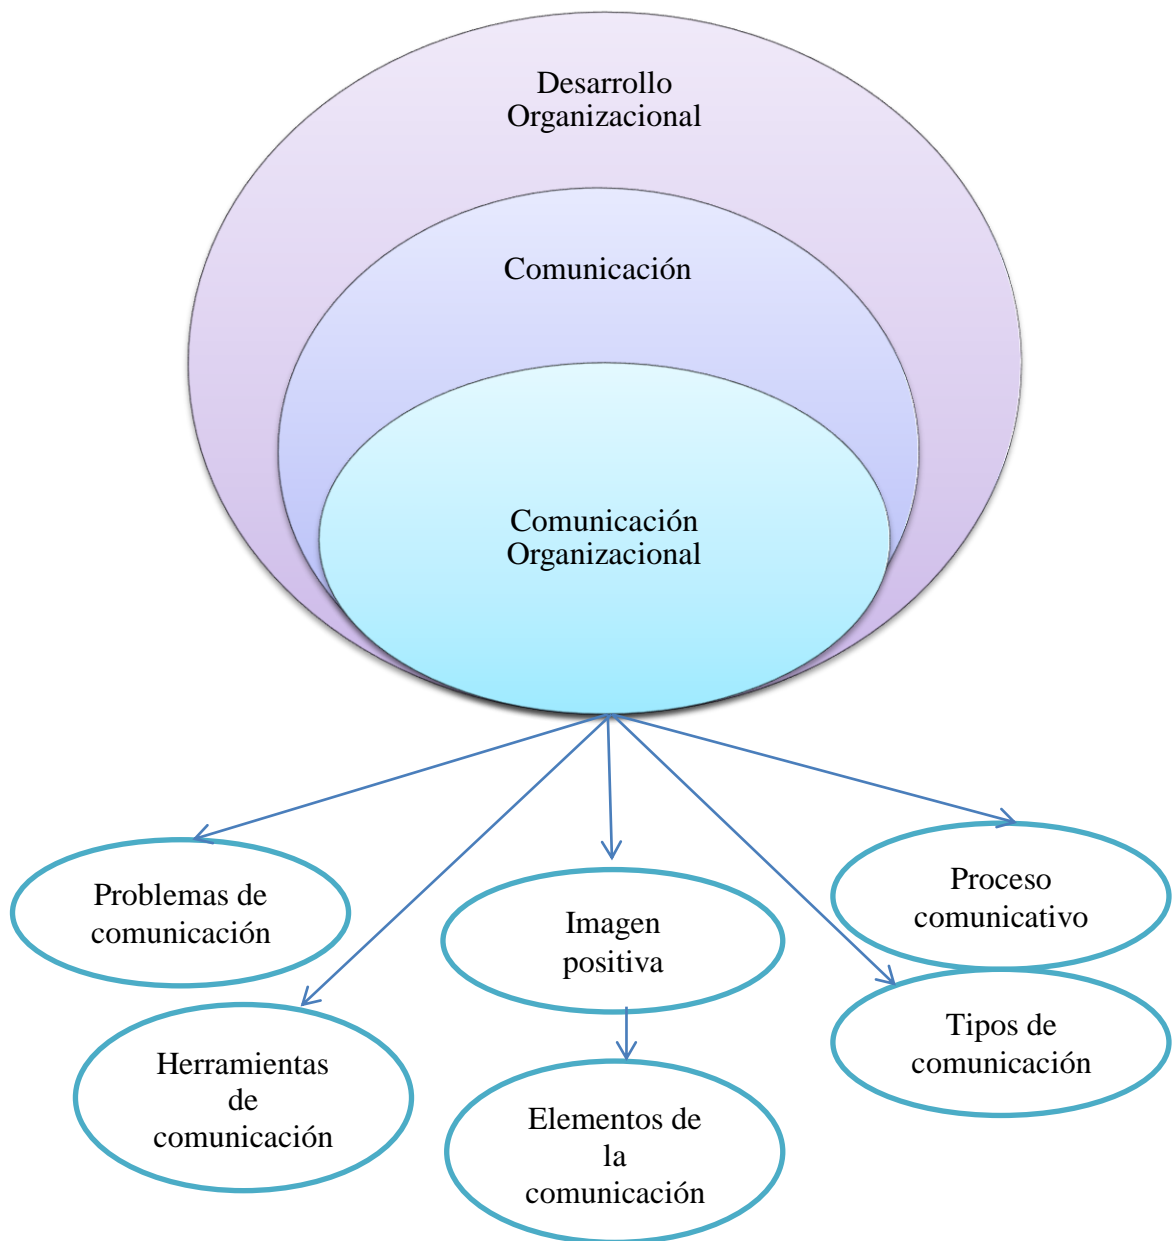 Desarrollo
Organizacional
Comunicación
Comunicación
Organizacional
Problemas de
comunicación
Imagen
positiva
Proceso
comunicativo
Herramientas
de
comunicación
Elementos de
la
comunicación
Tipos de
comunicación